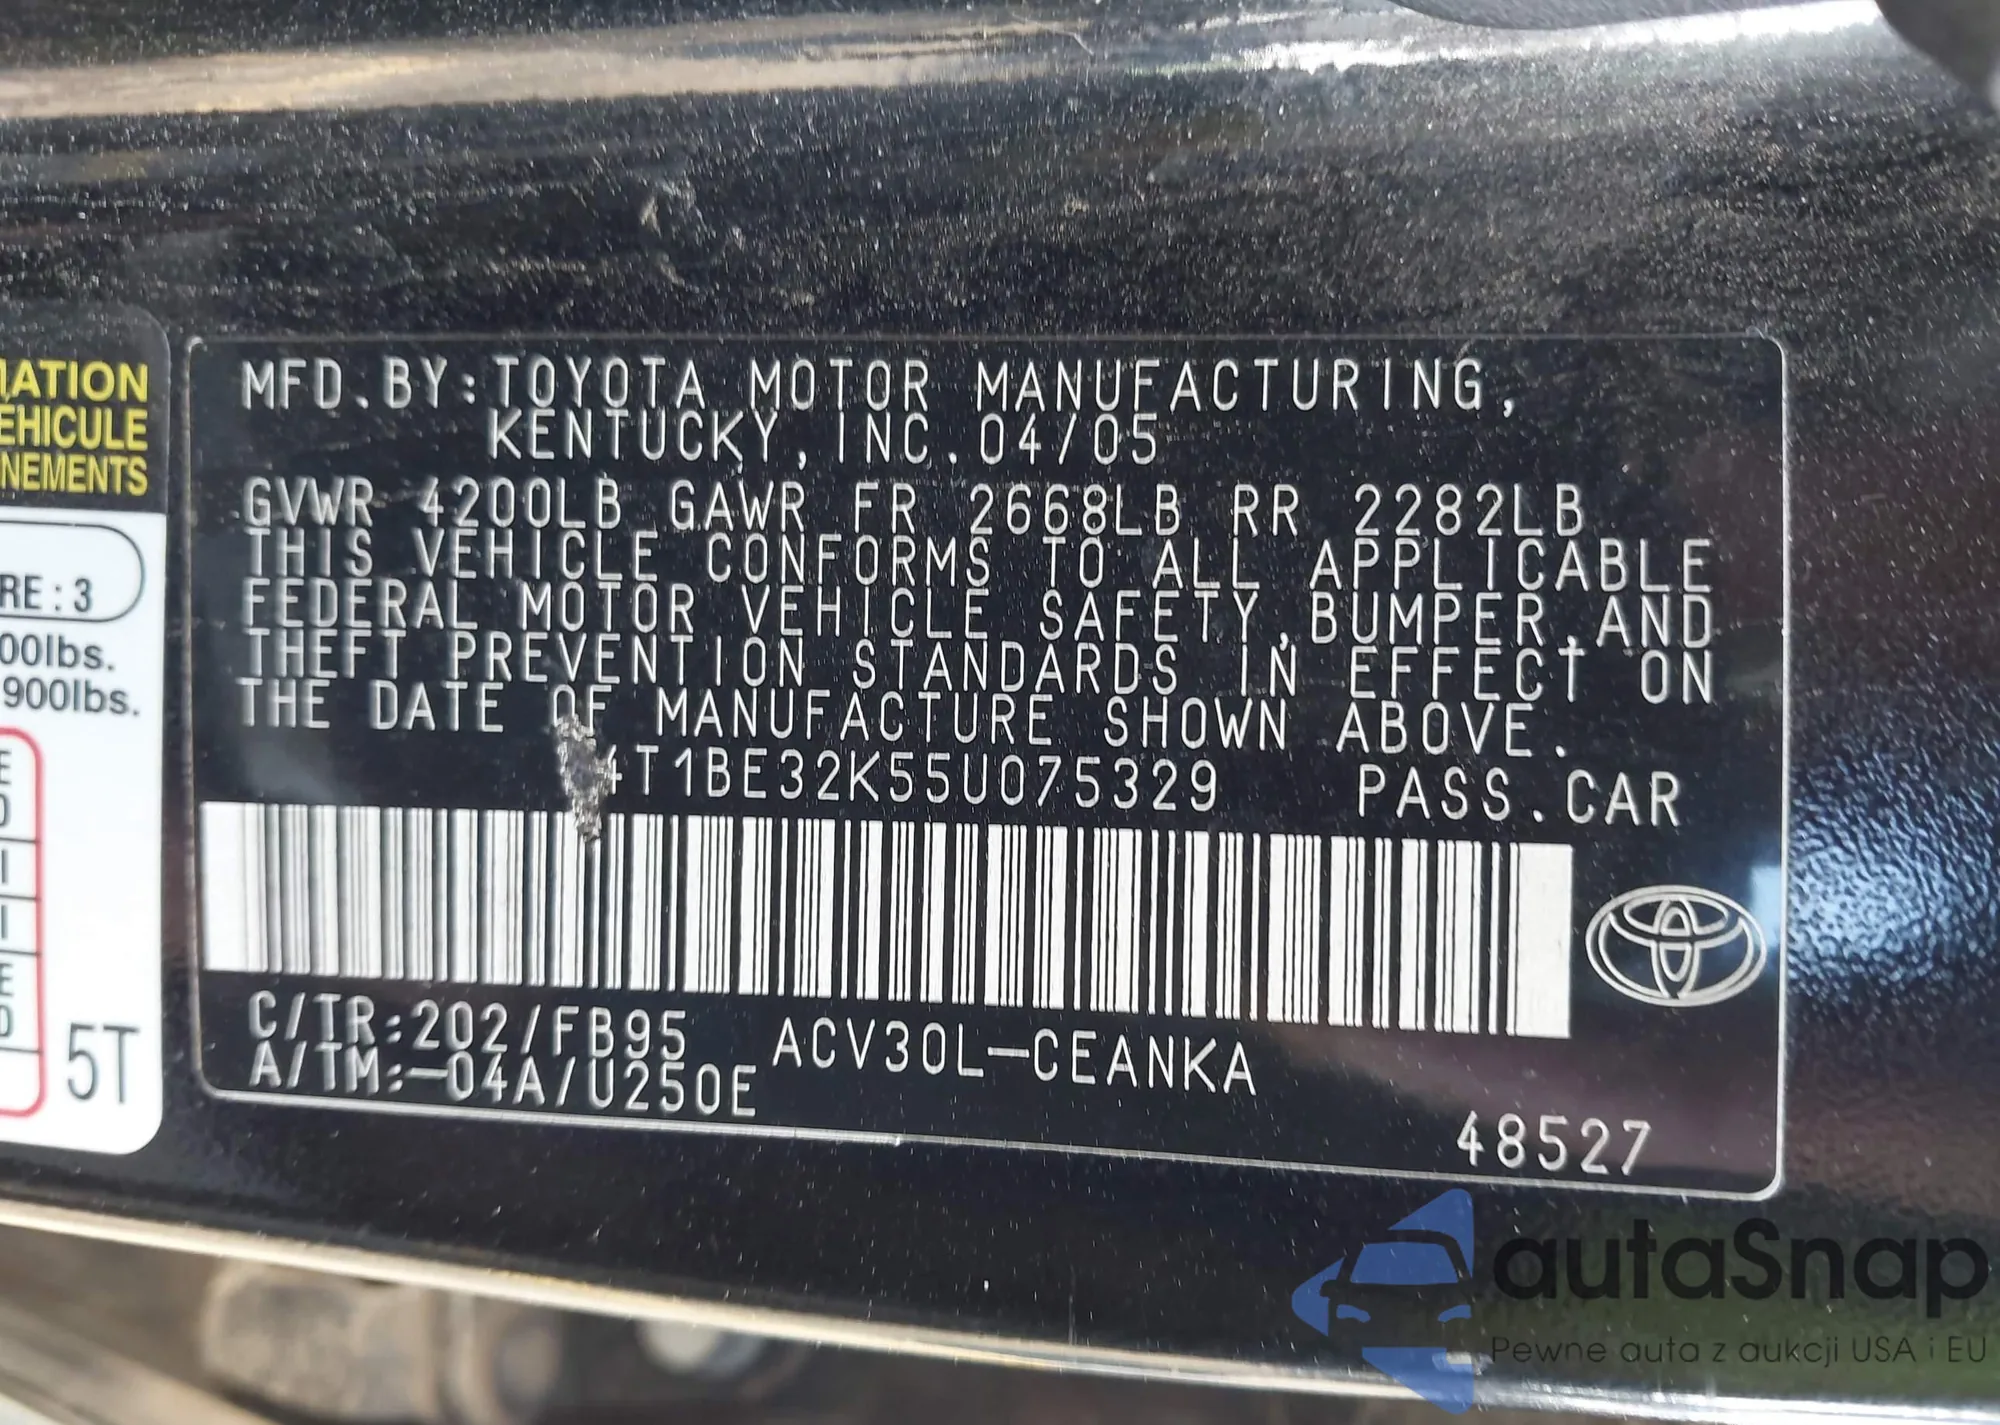 MATION
VÉHICULE
NEMENTS
RE : 3
00lbs.
900lbs.
5T
MFD.BY:TOYOTA MOTOR MANUFACTURING,
KENTUCKY,INC.04/05
GVWR 4200LB GAWR FR 2668LB RR 2282LB
THIS VEHICLE CONFORMS TO ALL APPLICABLE
FEDERAL MOTOR VEHICLE SAFETY,BUMPER,AND
THEFT PREVENTION STANDARDS IN EFFECT ON
THE DATE OF MANUFACTURE SHOWN ABOVE.
4T1BE32K55U075329 PASS.CAR
C/TR:202/FB95 ACV30L-CEANKA
A/TM:-04A/U250E
48527
autaSnap
Pewne auta z aukcji USA i EU